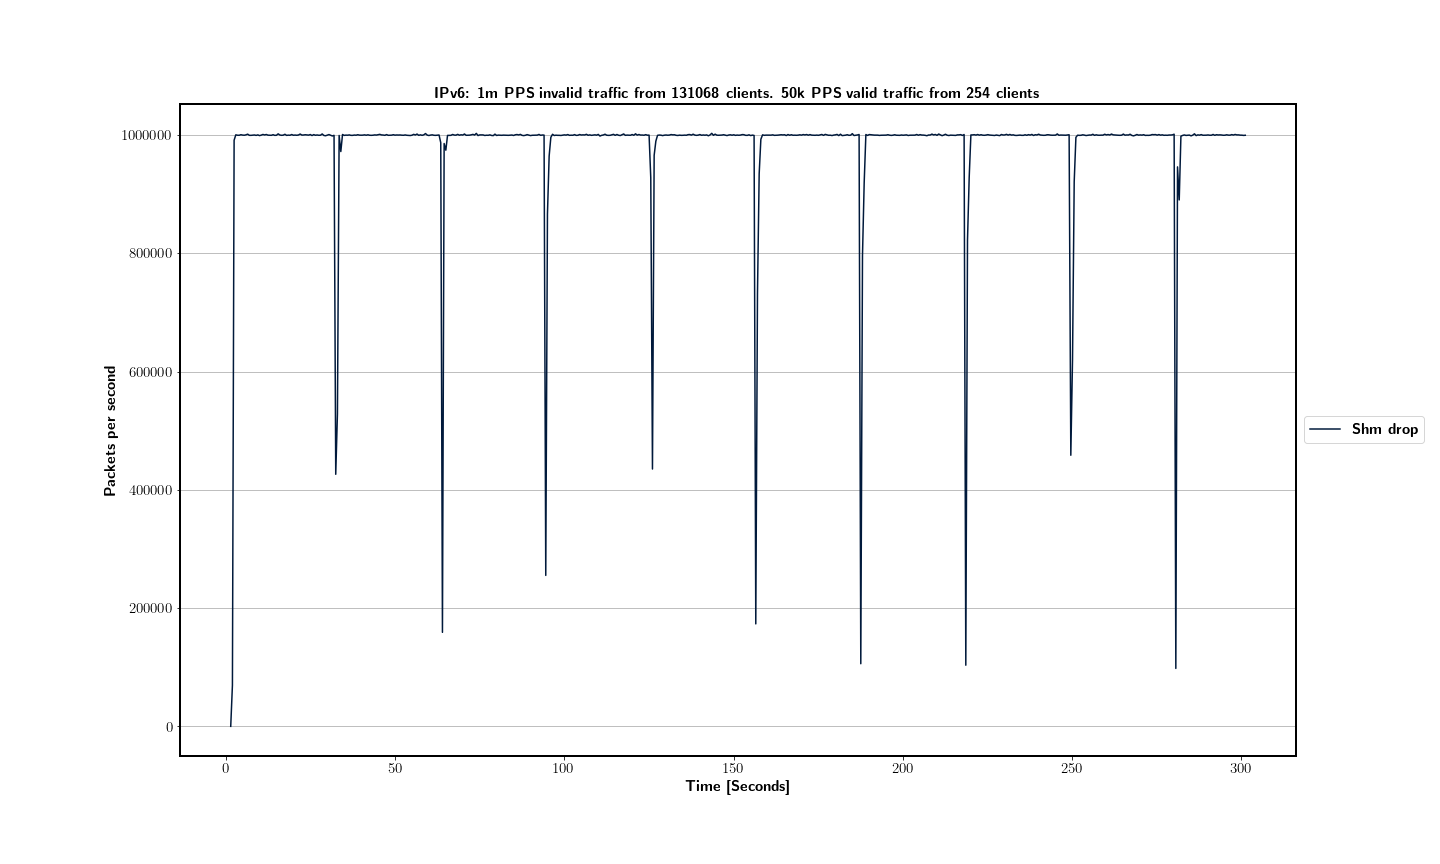 IPv6: 1m PPS invalid traffic from 131068 clients. 50k PPS valid traffic from 254 clients
1000000
800000
600000
400000
200000
0
Packets per second
Shm drop
0 50 100 150 200 250 300
Time [Seconds]